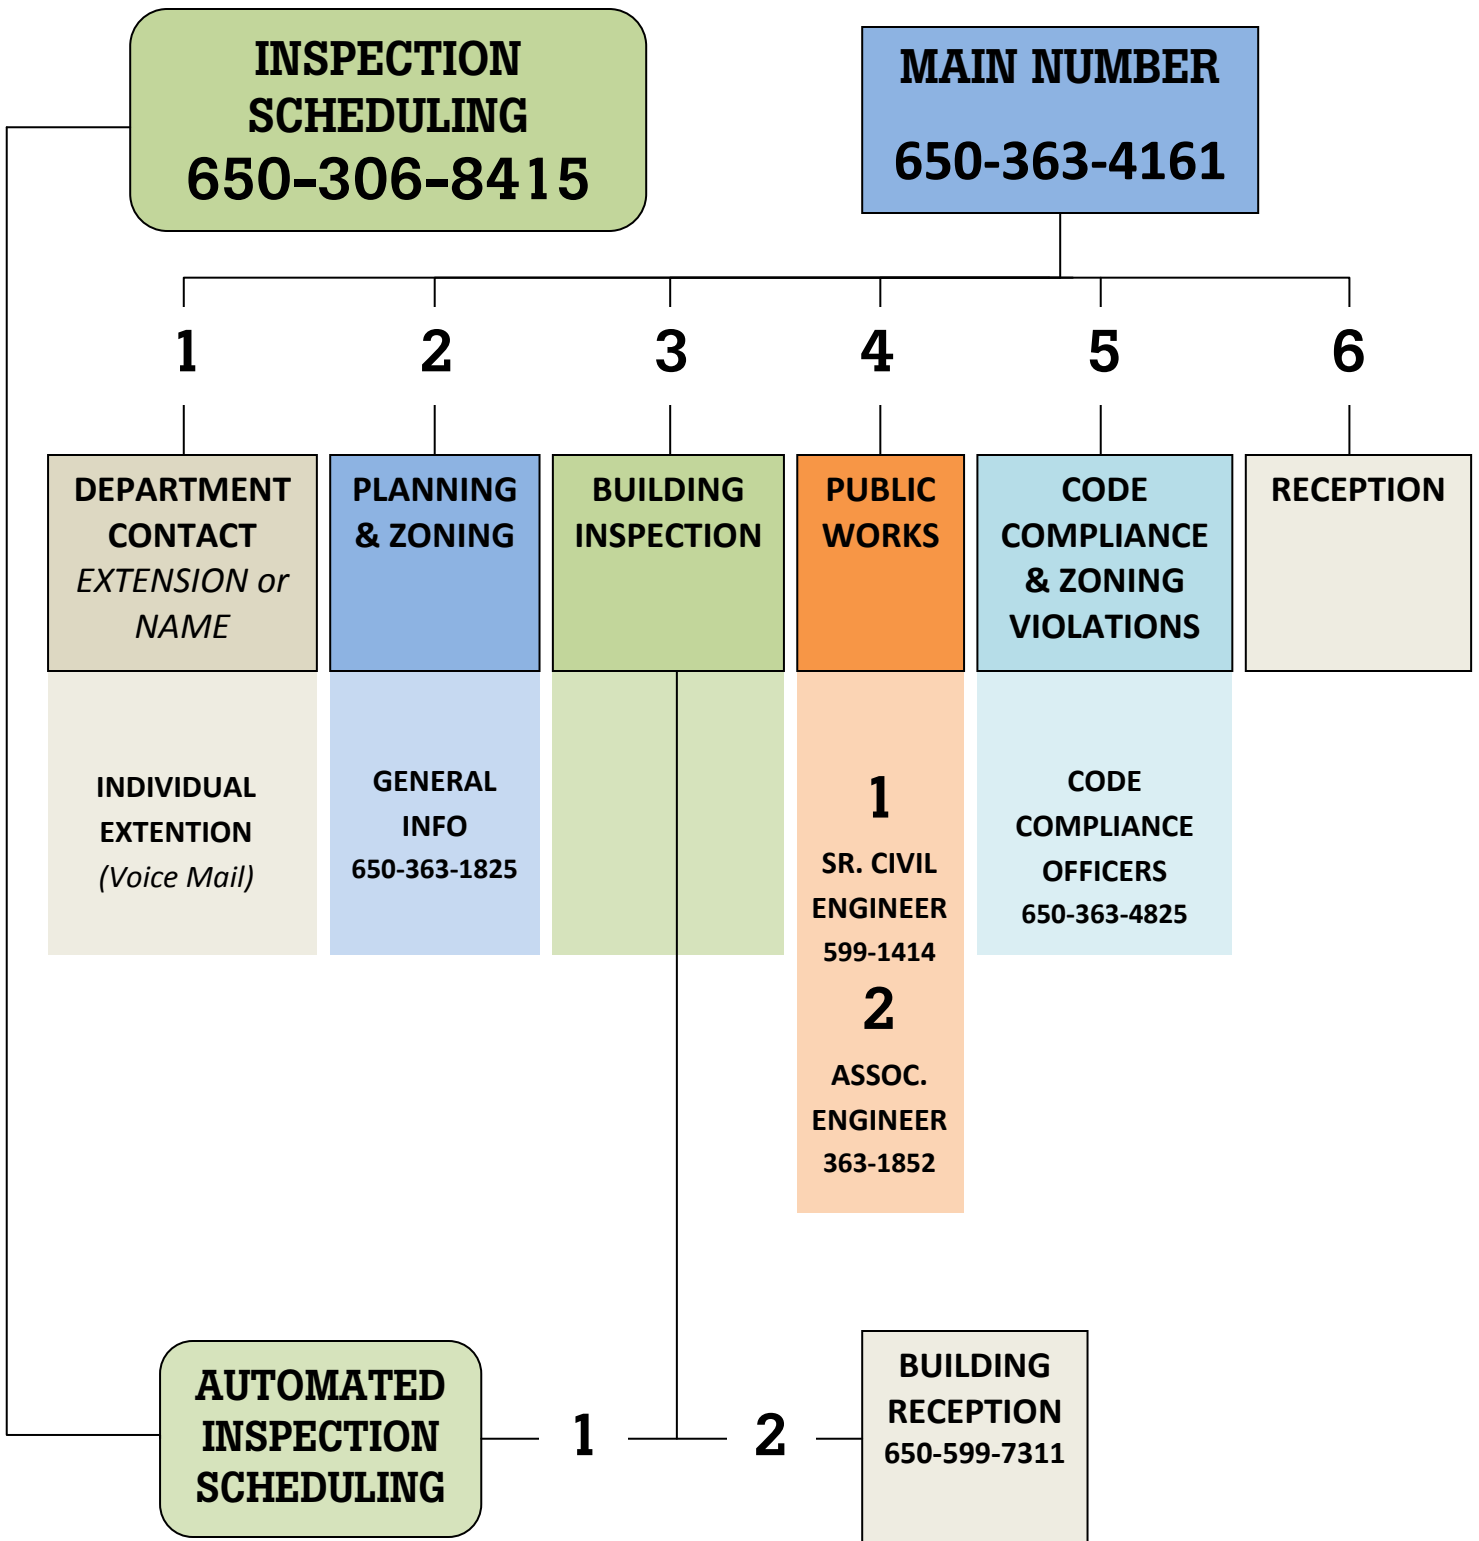 INSPECTION
SCHEDULING
650-306-8415
MAIN NUMBER
650-363-4161
1
2
3
4
5
6
DEPARTMENT
CONTACT
EXTENSION or
NAME
PLANNING
& ZONING
BUILDING
INSPECTION
PUBLIC
WORKS
CODE
COMPLIANCE
& ZONING
VIOLATIONS
RECEPTION
INDIVIDUAL
EXTENTION
(Voice Mail)
GENERAL
INFO
650-363-1825
1
SR. CIVIL
ENGINEER
599-1414
2
ASSOC.
ENGINEER
363-1852
CODE
COMPLIANCE
OFFICERS
650-363-4825
AUTOMATED
INSPECTION
SCHEDULING
1
2
BUILDING
RECEPTION
650-599-7311